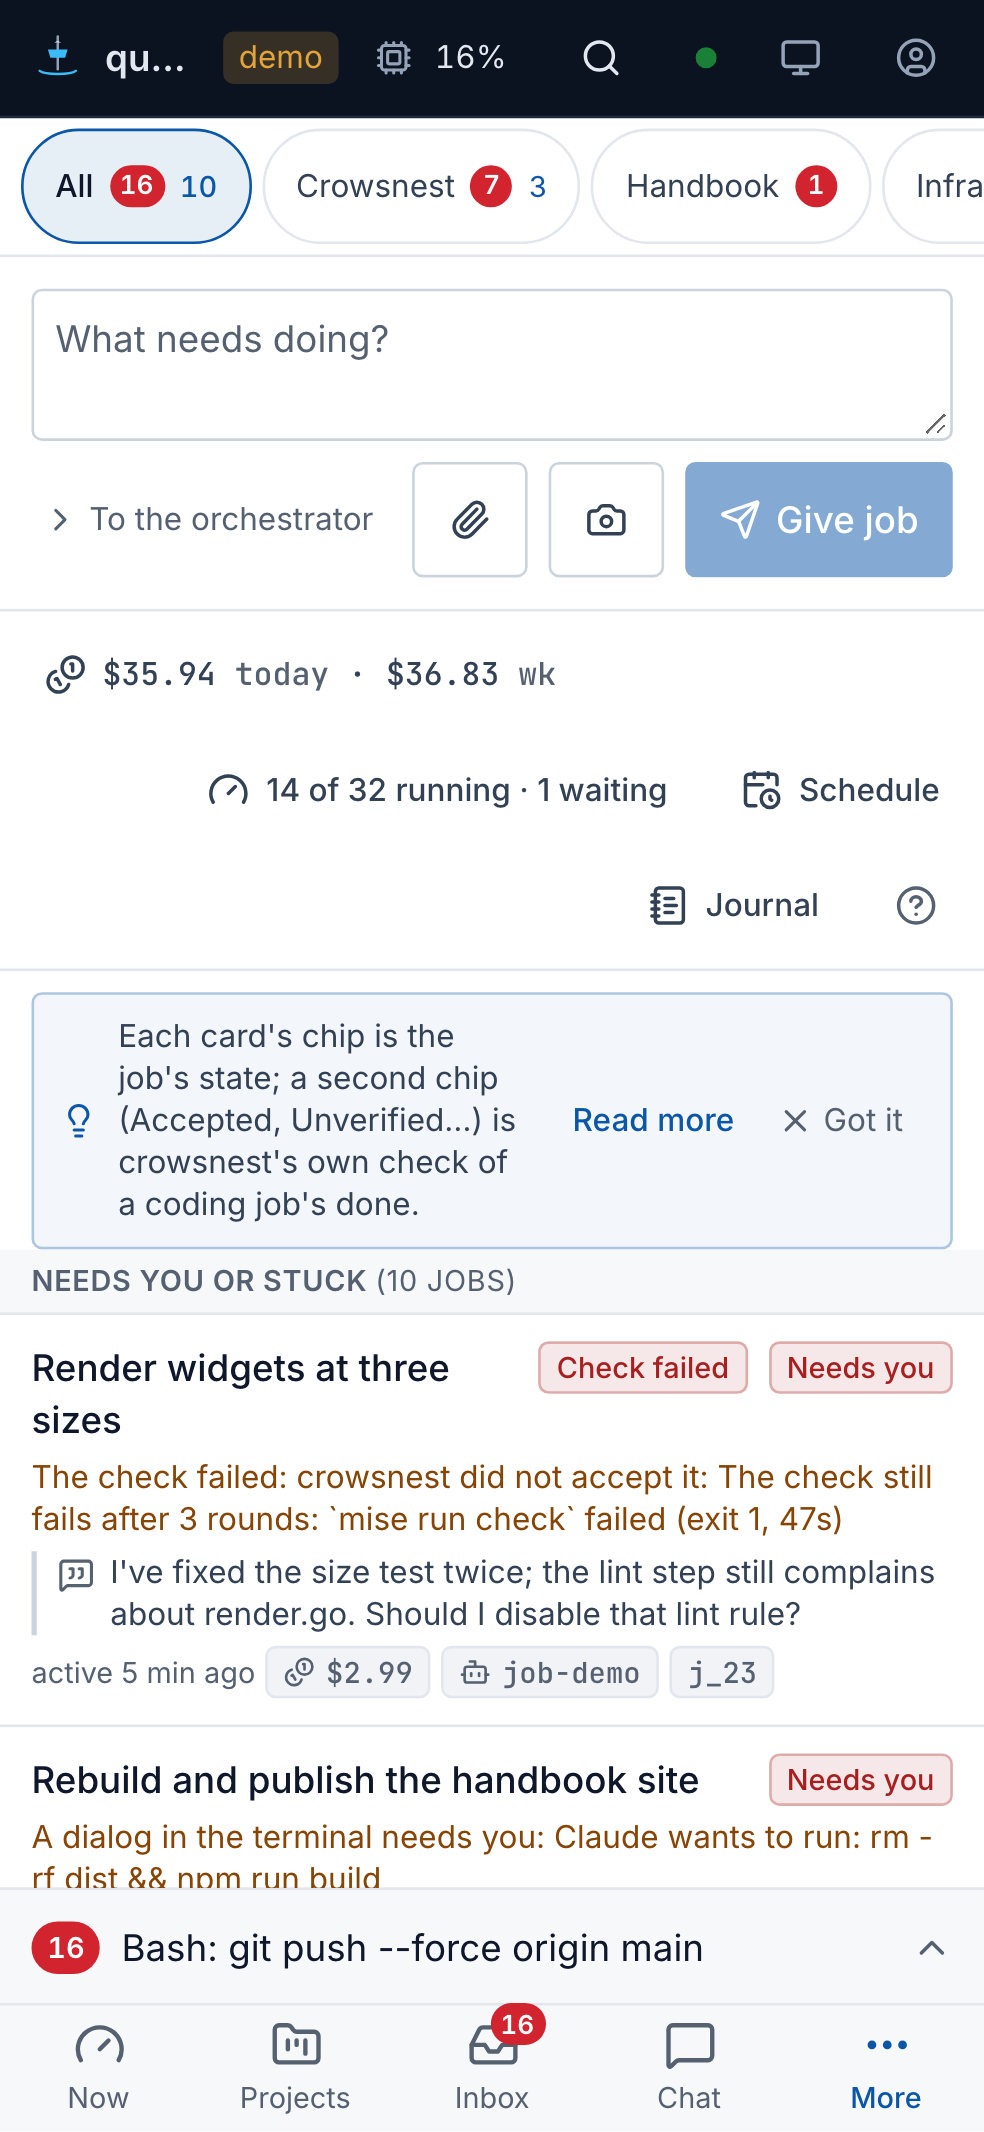 qu...
demo
16%
All 16 10
Crowsnest 7 3
Handbook 1
Infra
What needs doing?
To the orchestrator
Give job
$35.94 today · $36.83 wk
14 of 32 running · 1 waiting
Schedule
Journal
Each card's chip is the
job's state; a second chip
(Accepted, Unverified...) is
crowsnest's own check of
a coding job's done.
Read more
Got it
NEEDS YOU OR STUCK (10 JOBS)
Render widgets at three
sizes
Check failed
Needs you
The check failed: crowsnest did not accept it: The check still
fails after 3 rounds: `mise run check` failed (exit 1, 47s)
I've fixed the size test twice; the lint step still complains
about render.go. Should I disable that lint rule?
active 5 min ago
$2.99
job-demo
j_23
Rebuild and publish the handbook site
Needs you
A dialog in the terminal needs you: Claude wants to run: rm -
rf dist && npm run build
16 Bash: git push --force origin main
16
Now
Projects
Inbox
Chat
More